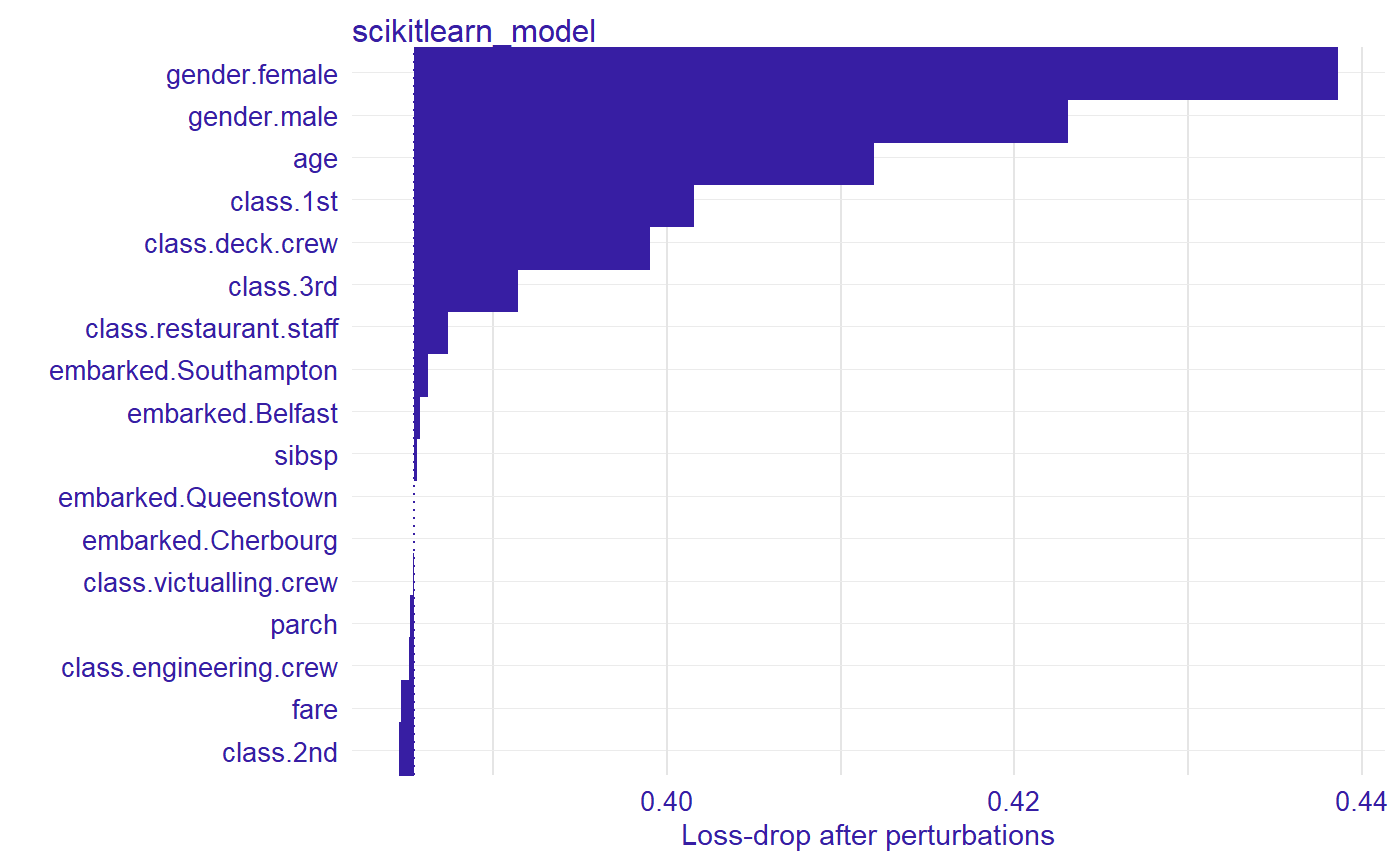 scikitlearn_model
gender.female
gender.male
age
class.1st
class.deck.crew
class.3rd
class.restaurant.staff
embarked.Southampton
embarked.Belfast
sibsp
embarked.Queenstown
embarked.Cherbourg
class.victualling.crew
parch
class.engineering.crew
fare
class.2nd
0.40 0.42 0.44
Loss-drop after perturbations